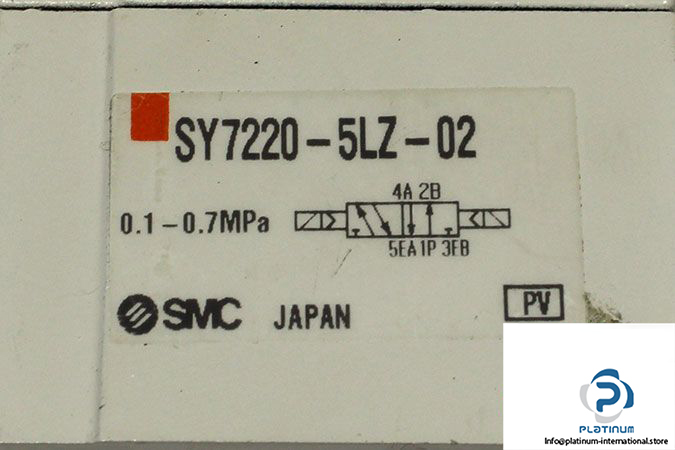 SY7220-5LZ-02
4A 2B
0.1-0.7MPa
5EA 1P 3EB
SMC JAPAN
PV
PLATINUM
Info@platinum-international.store